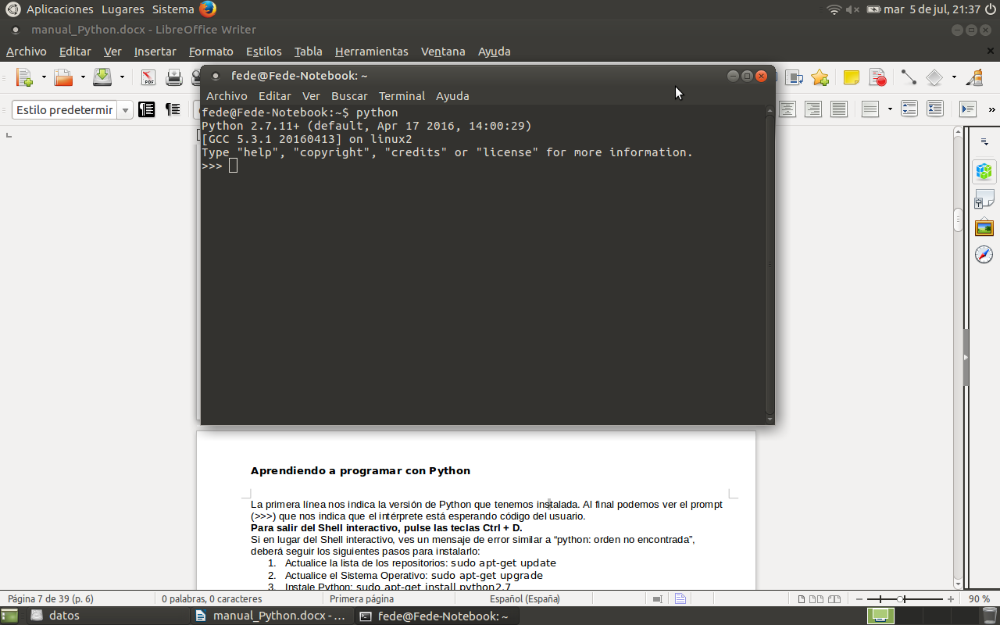 Aplicaciones Lugares Sistema mar 5 de jul, 21:37
manual_Python.docx - LibreOffice Writer
Archivo Editar Ver Insertar Formato Estilos Tabla Herramientas Ventana Ayuda
PDF
Estilo predetermir
fede@Fede-Notebook: ~
Archivo Editar Ver Buscar Terminal Ayuda
fede@Fede-Notebook:~$ python
Python 2.7.11+ (default, Apr 17 2016, 14:00:29)
[GCC 5.3.1 20160413] on linux2
Type "help", "copyright", "credits" or "license" for more information.
>>>
Aprendiendo a programar con Python
La primera línea nos indica la versión de Python que tenemos instalada. Al final podemos ver el prompt
(>>>) que nos indica que el intérprete está esperando código del usuario.
Para salir del Shell interactivo, pulse las teclas Ctrl + D.
Si en lugar del Shell interactivo, ves un mensaje de error similar a “python: orden no encontrada”,
deberá seguir los siguientes pasos para instalarlo:
1. Actualice la lista de los repositorios: sudo apt-get update
2. Actualice el Sistema Operativo: sudo apt-get upgrade
3. Instale Python: sudo apt-get install python2.7
Página 7 de 39 (p. 6) 0 palabras, 0 caracteres Primera página Español (España) 90 %
datos manual_Python.docx - ... fede@Fede-Notebook: ~